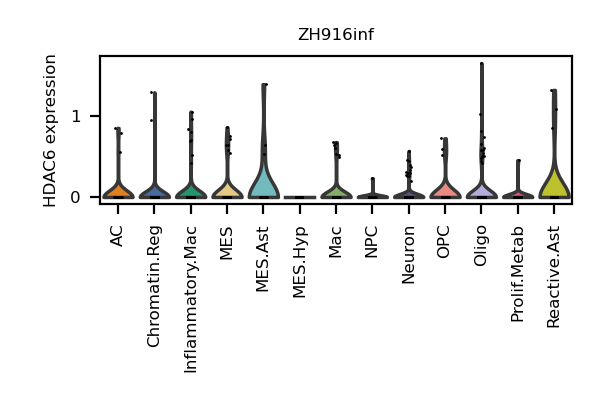 ZH916inf
HDAC6 expression
1
0
AC
Chromatin.Reg
Inflammatory.Mac
MES
MES.Ast
MES.Hyp
Mac
NPC
Neuron
OPC
Oligo
Prolif.Metab
Reactive.Ast